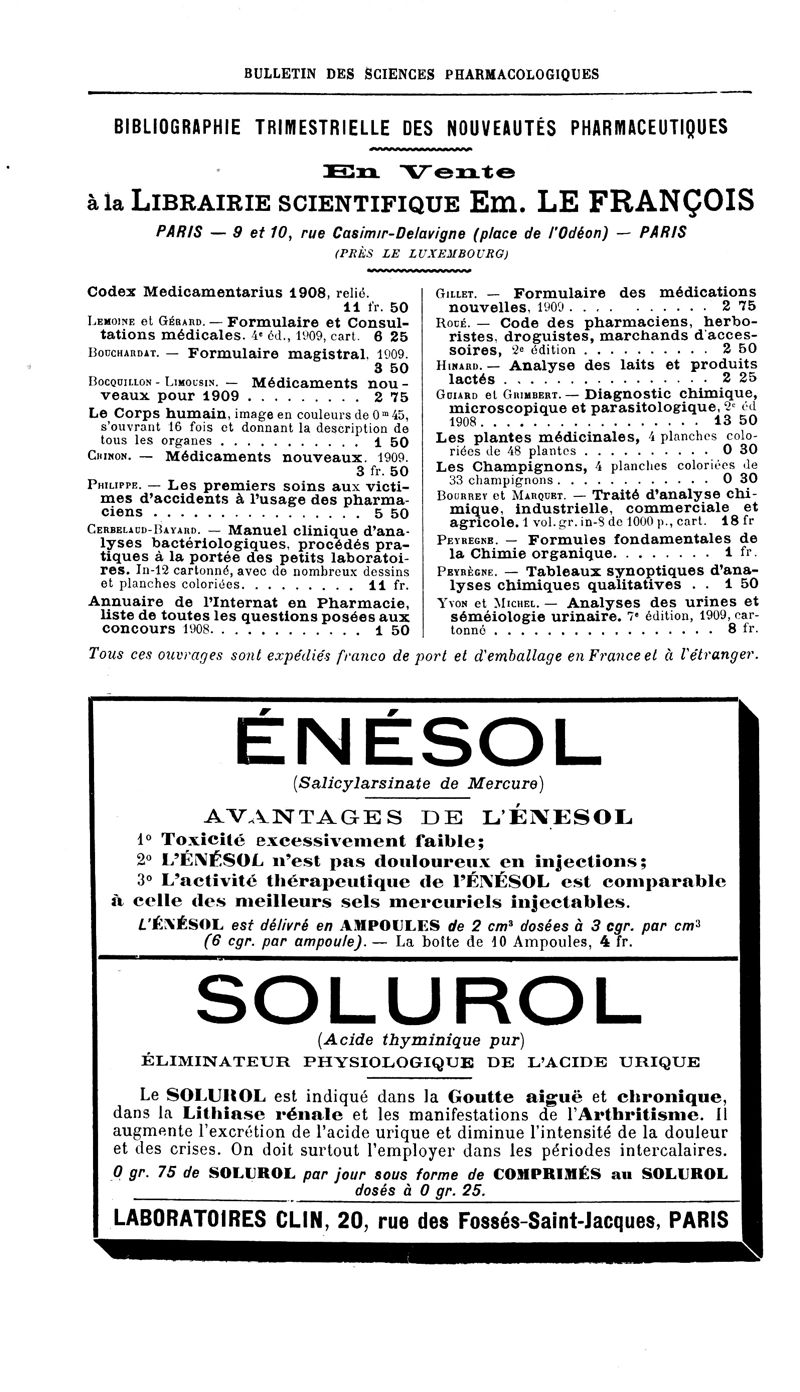 BULLETIN DES SCIENCES PHARMACOLOGIQUES
BIBLIOGRAPHIE TRIMESTRIELLE DES NOUVEAUTÉS PHARMACEUTIQUES
En Vente
à la LIBRAIRIE SCIENTIFIQUE Em. LE FRANÇOIS
PARIS — 9 et 10, rue Casimir-Delavigne (place de l'Odéon) — PARIS
(PRÈS LE LUXEMBOURG)
Codex Medicamentarius 1908, relié.
11 fr. 50
LEMOINE et GÉRARD. — Formulaire et Consul-
tations médicales. 4e éd., 1909, cart. 6 25
BOUCHARDAT. — Formulaire magistral. 1909.
3 50
BOCQUILLON-LIMOUSIN. — Médicaments nou-
veaux pour 1909 . . . . . . . . . 2 75
Le Corps humain, image en couleurs de 0m45,
s'ouvrant 16 fois et donnant la description de
tous les organes . . . . . . . . . . . 1 50
CRINON. — Médicaments nouveaux. 1909.
3 fr. 50
PHILIPPE. — Les premiers soins aux victi-
mes d'accidents à l'usage des pharma-
ciens . . . . . . . . . . . . . . . 5 50
GERBELAUD-BAYARD. — Manuel clinique d'ana-
lyses bactériologiques, procédés pra-
tiques à la portée des petits laboratoi-
res. In-12 cartonné, avec de nombreux dessins
et planches coloriées. . . . . . . . . 11 fr.
Annuaire de l'Internat en Pharmacie,
liste de toutes les questions posées aux
concours 1908. . . . . . . . . . . . 1 50
GILLET. — Formulaire des médications
nouvelles, 1909 . . . . . . . . . . 2 75
ROUÉ. — Code des pharmaciens, herbo-
ristes, droguistes, marchands d'acces-
soires, 2e édition . . . . . . . . . . 2 50
HINARD. — Analyse des laits et produits
lactés . . . . . . . . . . . . . . . . 2 25
GUIARD et GRIMBERT. — Diagnostic chimique,
microscopique et parasitologique, 2e éd
1908. . . . . . . . . . . . . . . . . 13 50
Les plantes médicinales, 4 planches colo-
riées de 48 plantes . . . . . . . . . . 0 30
Les Champignons, 4 planches coloriées de
33 champignons. . . . . . . . . . . . 0 30
BOURREY et MARQUET. — Traité d'analyse chi-
mique, industrielle, commerciale et
agricole. 1 vol. gr. in-8 de 1000 p., cart. 18 fr
PEYREGNE. — Formules fondamentales de
la Chimie organique. . . . . . . . 1 fr.
PEYRÈGNE. — Tableaux synoptiques d'ana-
lyses chimiques qualitatives . . 1 50
YVON et MICHEL. — Analyses des urines et
séméiologie urinaire. 7e édition, 1909, car-
tonné . . . . . . . . . . . . . . . . . 8 fr.
Tous ces ouvrages sont expédiés franco de port et d'emballage en France et à l'étranger.
ÉNÉSOL
(Salicylarsinate de Mercure)
AVANTAGES DE L'ÉNESOL
1o Toxicité excessivement faible;
2o L'ÉNÉSOL n'est pas douloureux en injections;
3o L'activité thérapeutique de l'ÉNÉSOL est comparable
à celle des meilleurs sels mercuriels injectables.
L'ÉNÉSOL est délivré en AMPOULES de 2 cm3 dosées à 3 cgr. par cm3
(6 cgr. par ampoule). — La boîte de 10 Ampoules, 4 fr.
SOLUROL
(Acide thyminique pur)
ÉLIMINATEUR PHYSIOLOGIQUE DE L'ACIDE URIQUE
Le SOLUROL est indiqué dans la Goutte aiguë et chronique,
dans la Lithiase rénale et les manifestations de l'Arthritisme. Il
augmente l'excrétion de l'acide urique et diminue l'intensité de la douleur
et des crises. On doit surtout l'employer dans les périodes intercalaires.
0 gr. 75 de SOLUROL par jour sous forme de COMPRIMÉS au SOLUROL
dosés à 0 gr. 25.
LABORATOIRES CLIN, 20, rue des Fossés-Saint-Jacques, PARIS